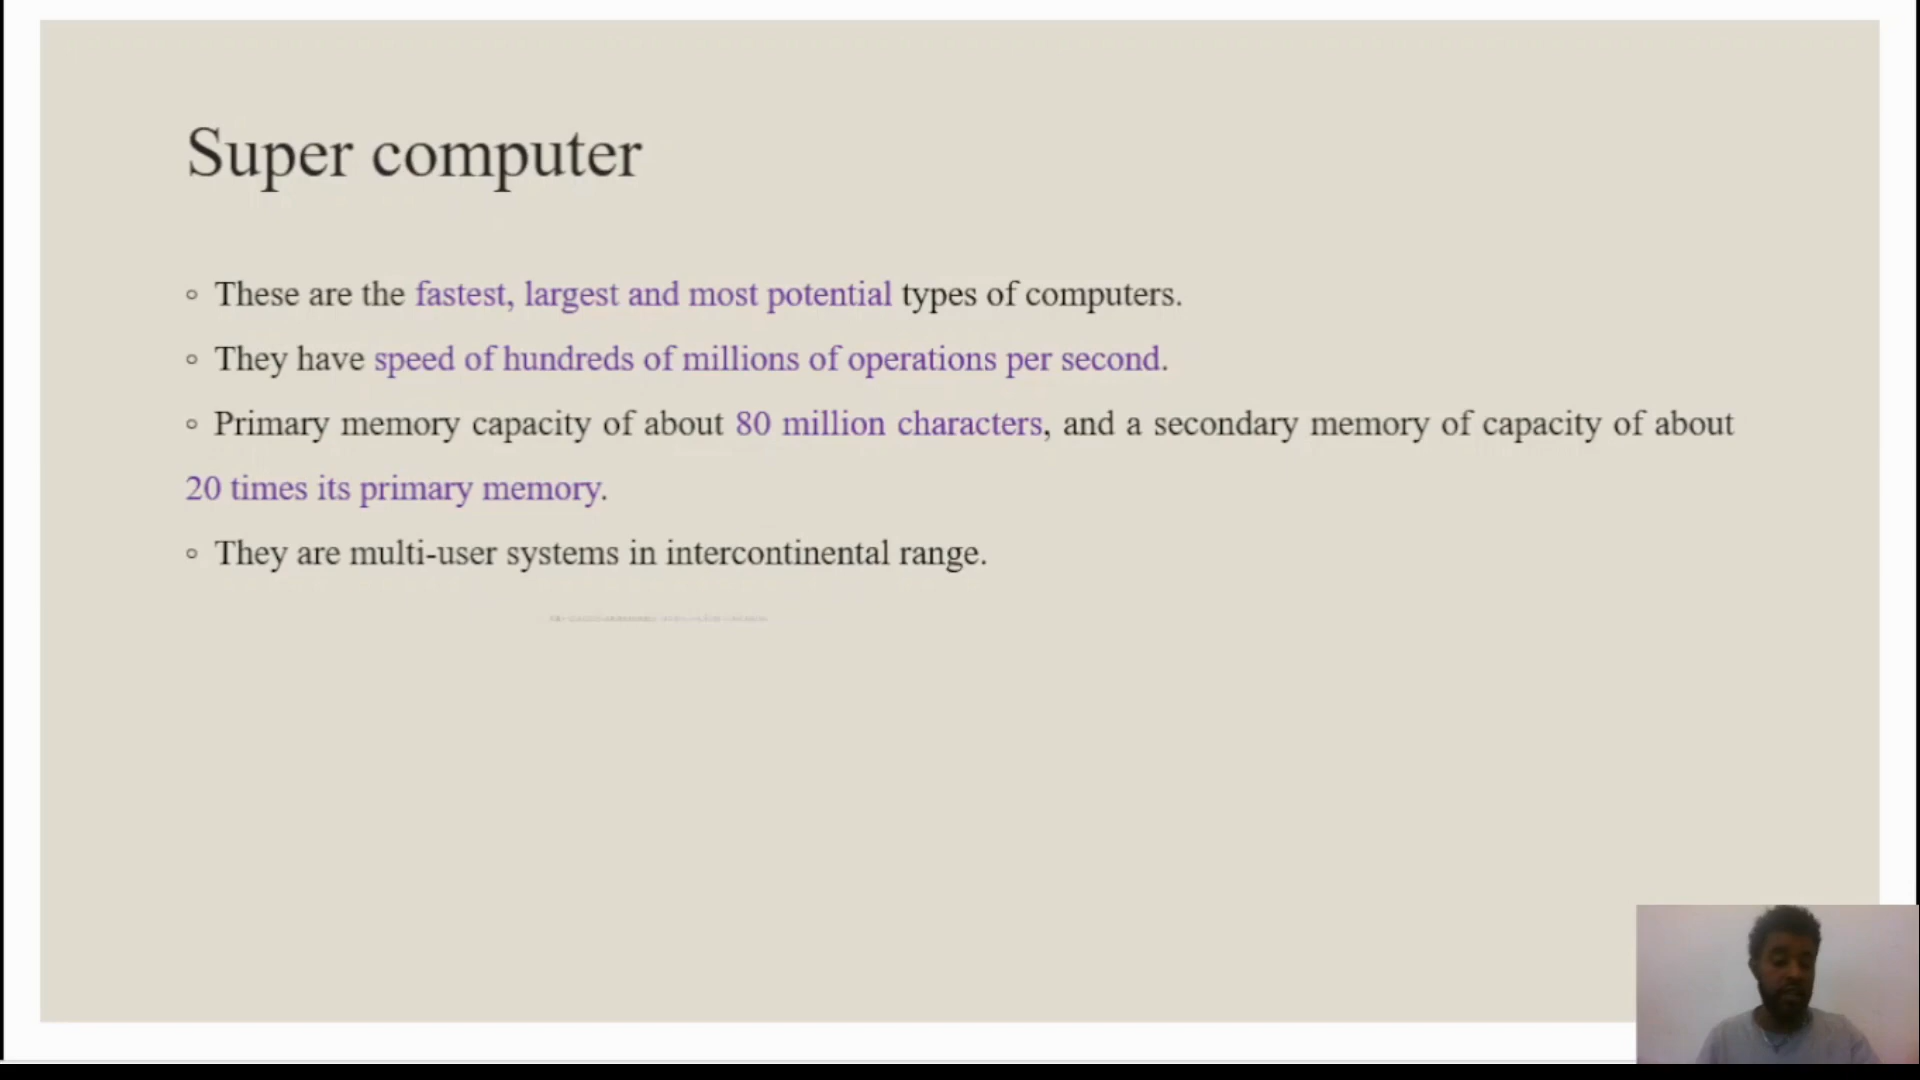 Super computer
◦ These are the fastest, largest and most potential types of computers.
◦ They have speed of hundreds of millions of operations per second.
◦ Primary memory capacity of about 80 million characters, and a secondary memory of capacity of about
20 times its primary memory.
◦ They are multi-user systems in intercontinental range.